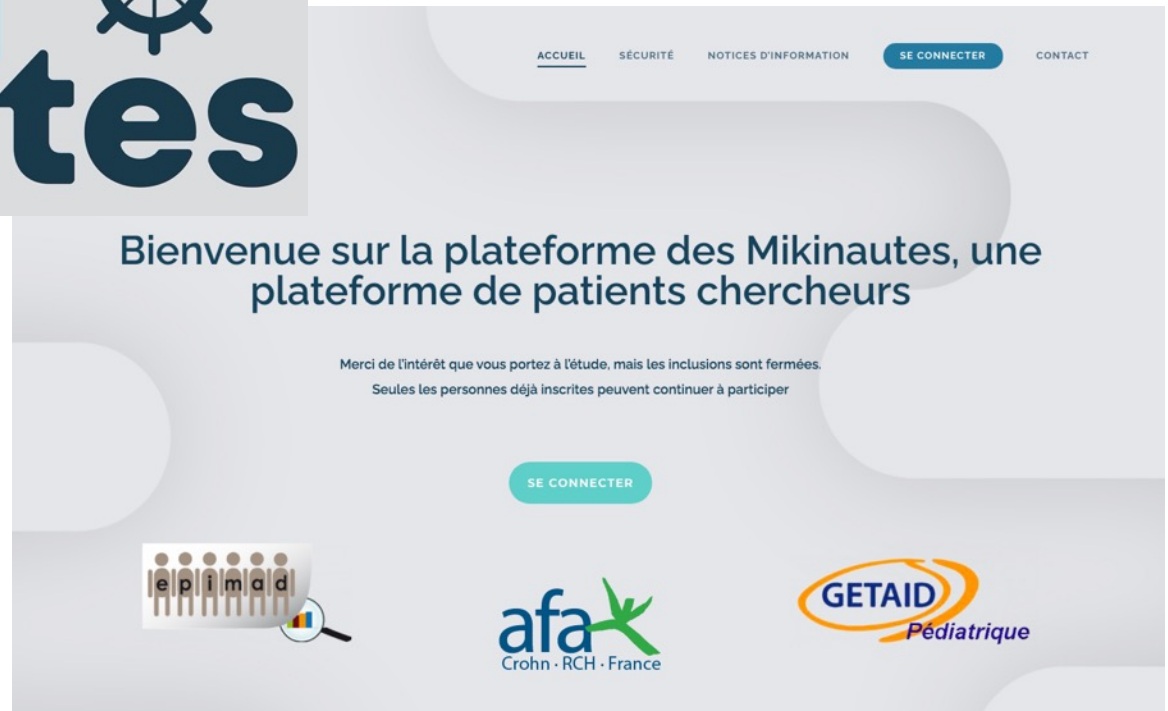 tes
ACCUEIL SÉCURITÉ NOTICES D'INFORMATION SE CONNECTER CONTACT
Bienvenue sur la plateforme des Mikinautes, une
plateforme de patients chercheurs
Merci de l'intérêt que vous portez à l'étude, mais les inclusions sont fermées.
Seules les personnes déjà inscrites peuvent continuer à participer
SE CONNECTER
epimad
afa
Crohn · RCH · France
GETAID
Pédiatrique